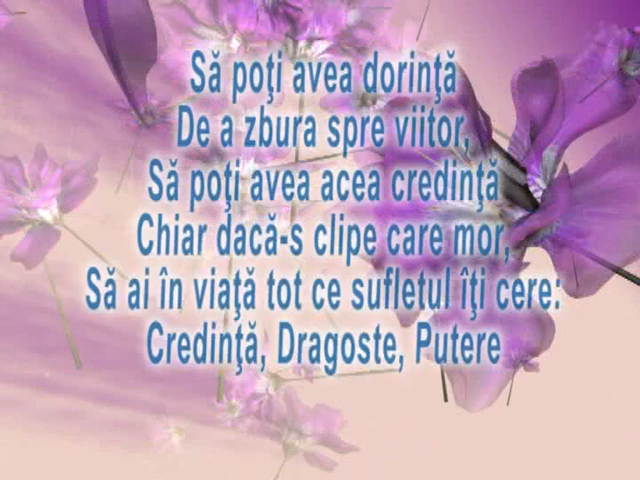 Să poţi avea dorinţă
De a zbura spre viitor,
Să poţi avea acea credinţă
Chiar dacă-s clipe care mor,
Să ai în viaţă tot ce sufletul îţi cere:
Credinţă, Dragoste, Putere